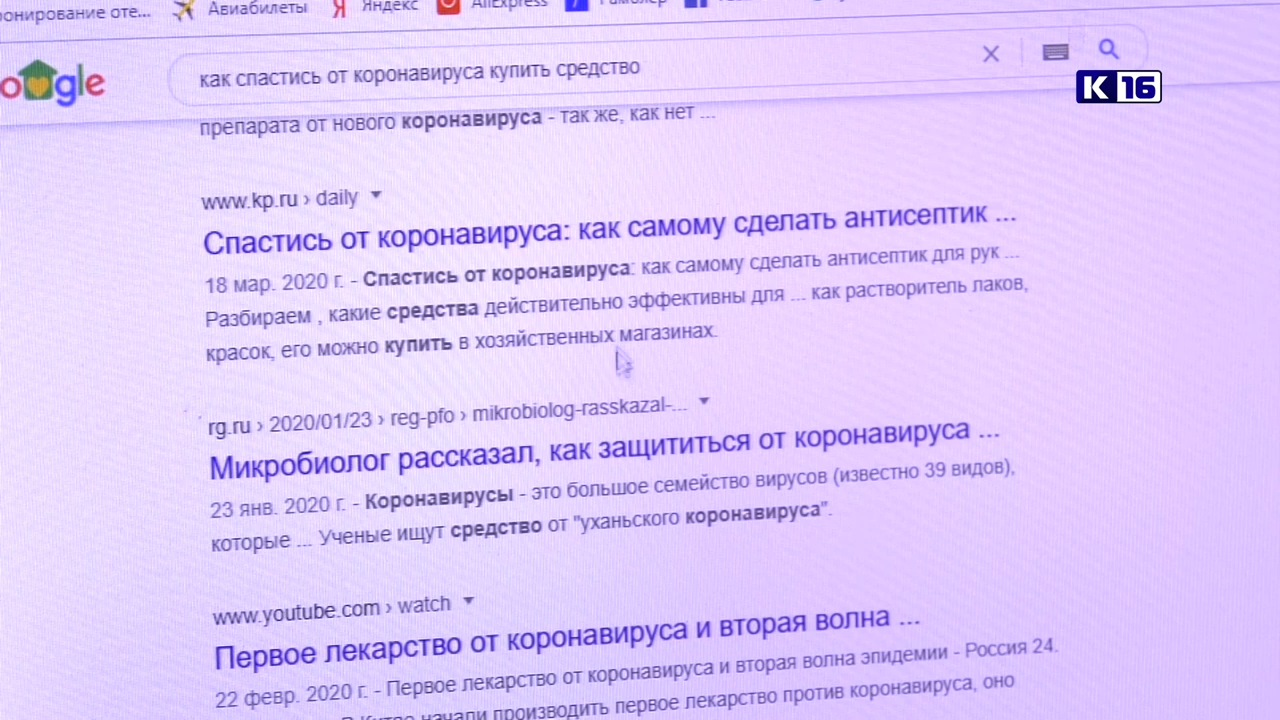 Авиабилеты
Яндекс
AliExpress
K 16
как спастись от коронавируса купить средство
препарата от нового коронавируса - так же, как нет ...
www.kp.ru › daily
Спастись от коронавируса: как самому сделать антисептик ...
18 мар. 2020 г. - Спастись от коронавируса: как самому сделать антисептик для рук ...
Разбираем , какие средства действительно эффективны для ... как растворитель лаков,
красок, его можно купить в хозяйственных магазинах.
rg.ru › 2020/01/23 › reg-pfo › mikrobiolog-rasskazal-...
Микробиолог рассказал, как защититься от коронавируса ...
23 янв. 2020 г. - Коронавирусы - это большое семейство вирусов (известно 39 видов),
которые ... Ученые ищут средство от "уханьского коронавируса".
www.youtube.com › watch
Первое лекарство от коронавируса и вторая волна ...
22 февр. 2020 г. - Первое лекарство от коронавируса и вторая волна эпидемии - Россия 24.
начали производить первое лекарство против коронавируса, оно